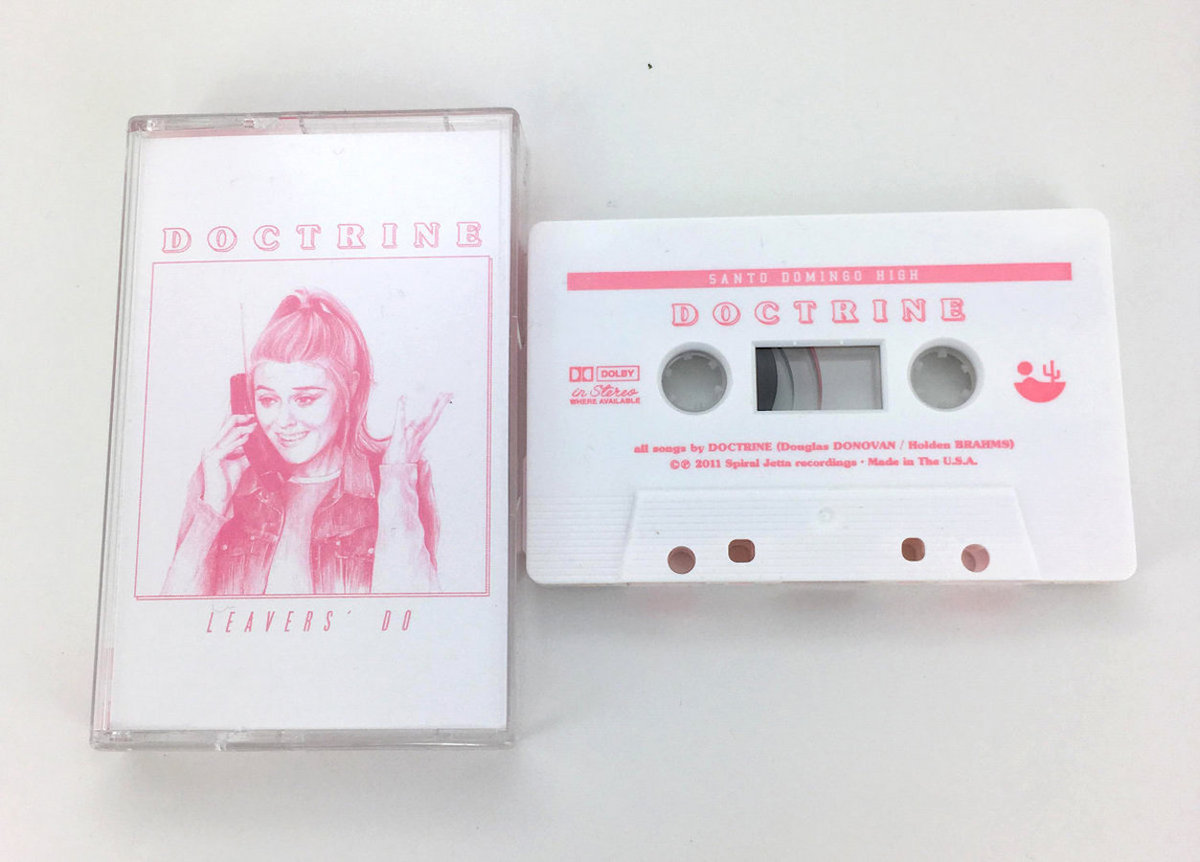 DOCTRINE
LEAVERS' DO
SANTO DOMINGO HIGH
DOCTRINE
DOLBY
in Stereo
WHERE AVAILABLE
all songs by DOCTRINE (Douglas DONOVAN / Holden BRAHMS)
©℗ 2011 Spiral Jetta recordings · Made in The U.S.A.